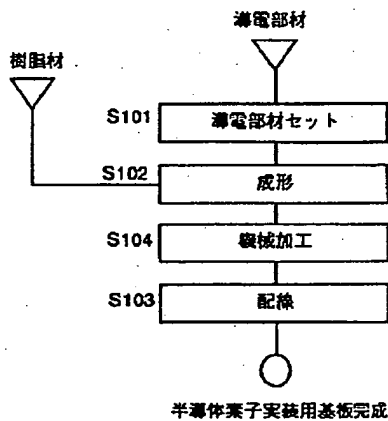 導電部材
樹脂材
S101
導電部材セット
S102
成形
S104
機械加工
S103
配線
半導体素子実装用基板完成